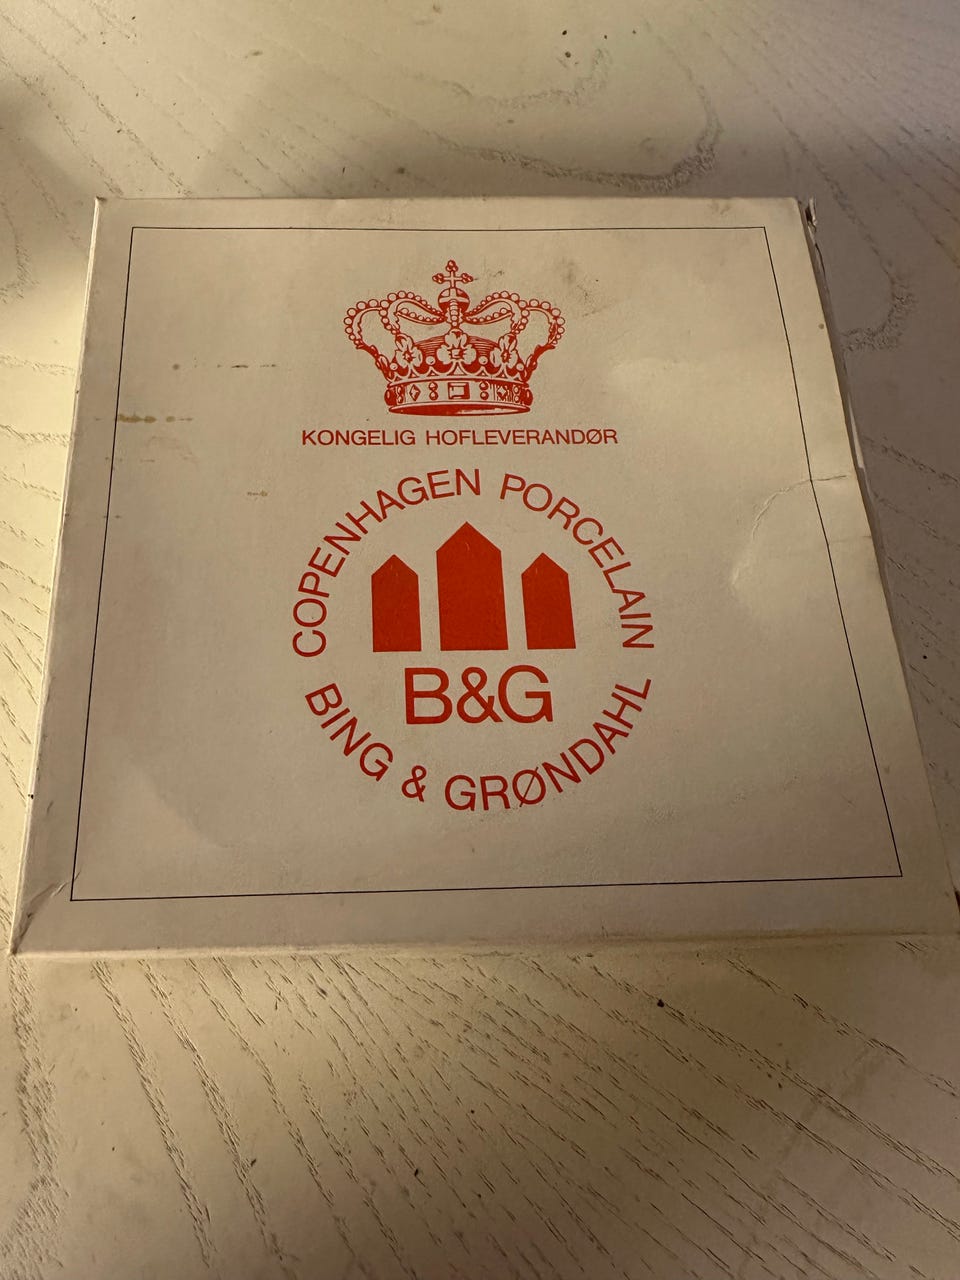 KONGELIG HOFLEVERANDØR
COPENHAGEN PORCELAIN
B&G
BING & GRØNDAHL